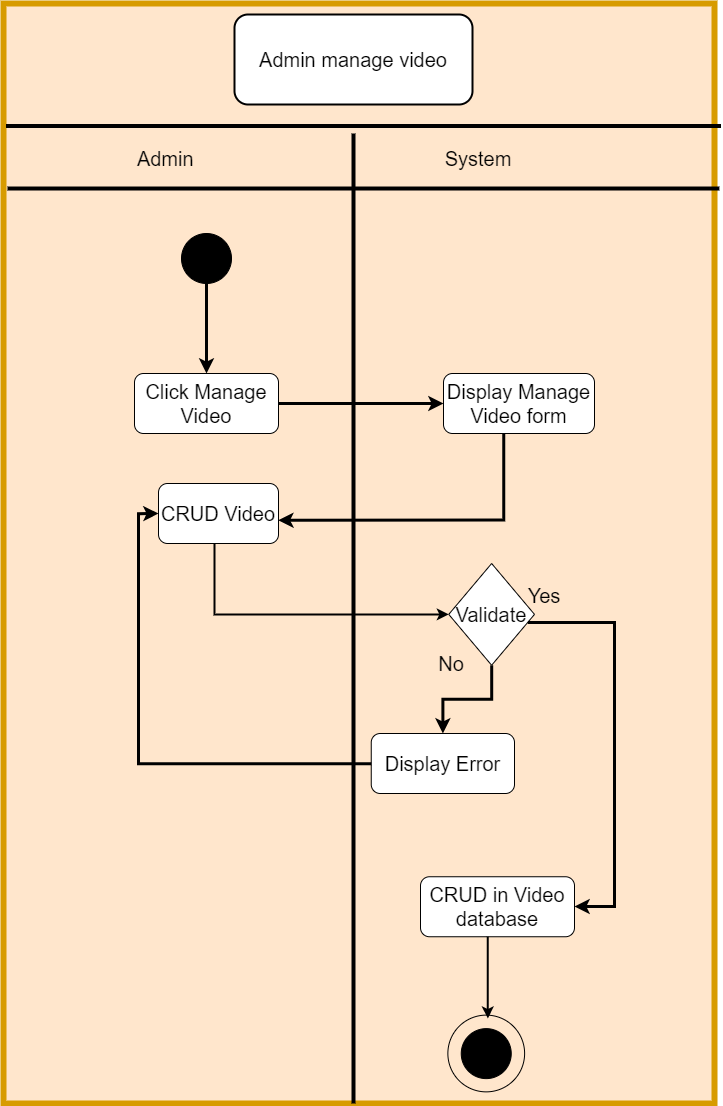 Admin manage video
Admin
System
Click Manage
Video
Display Manage
Video form
CRUD Video
Validate
Yes
No
Display Error
CRUD in Video
database